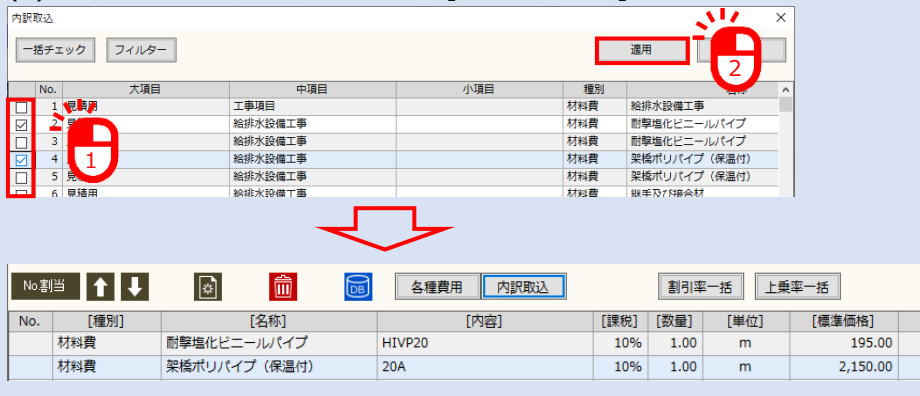 内訳取込
一括チェック フィルター 適用
2
No. 大項目 中項目 小項目 種別
1 見積用 工事項目 材料費 給排水設備工事
2 給排水設備工事 材料費 耐撃塩化ビニールパイプ
3 給排水設備工事 材料費 耐撃塩化ビニールパイプ
4 給排水設備工事 材料費 架橋ポリパイプ（保温付）
1
5 見積用 給排水設備工事 材料費 架橋ポリパイプ（保温付）
6 見積用 給排水設備工事 材料費 継手及び接合材
No割当 DB 各種費用 内訳取込 割引率一括 上乗率一括
No. [種別] [名称] [内容] [課税] [数量] [単位] [標準価格]
材料費 耐撃塩化ビニールパイプ HIVP20 10% 1.00 m 195.00
材料費 架橋ポリパイプ（保温付） 20A 10% 1.00 m 2,150.00